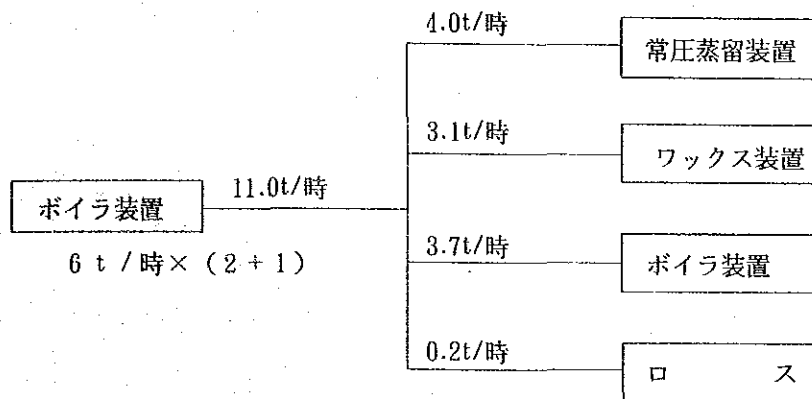 4.0t/時
常圧蒸留装置
3.1t/時
ワックス装置
ボイラ装置
11.0t/時
6 t /時×(2+1)
3.7t/時
ボイラ装置
0.2t/時
ロ ス